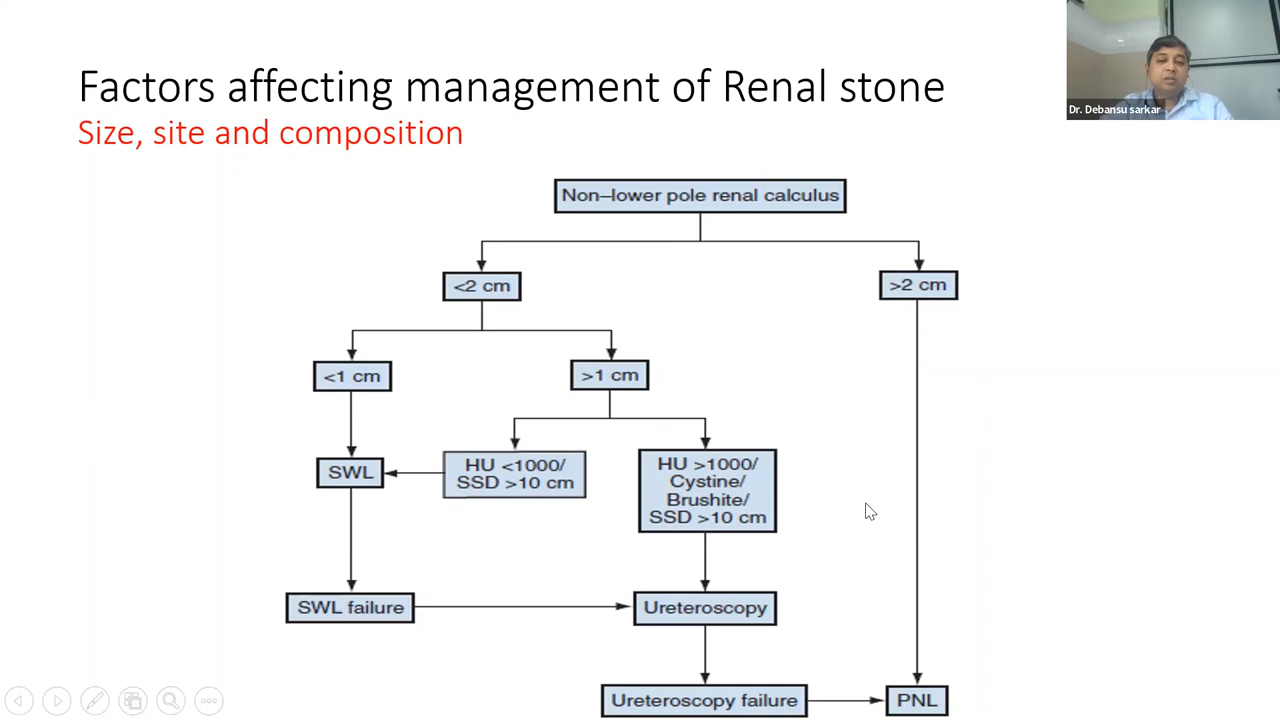 Factors affecting management of Renal stone
Size, site and composition
Dr. Debansu sarkar
Non–lower pole renal calculus
<2 cm
>2 cm
<1 cm
>1 cm
SWL
HU <1000/
SSD >10 cm
HU >1000/
Cystine/
Brushite/
SSD >10 cm
SWL failure
Ureteroscopy
Ureteroscopy failure
PNL